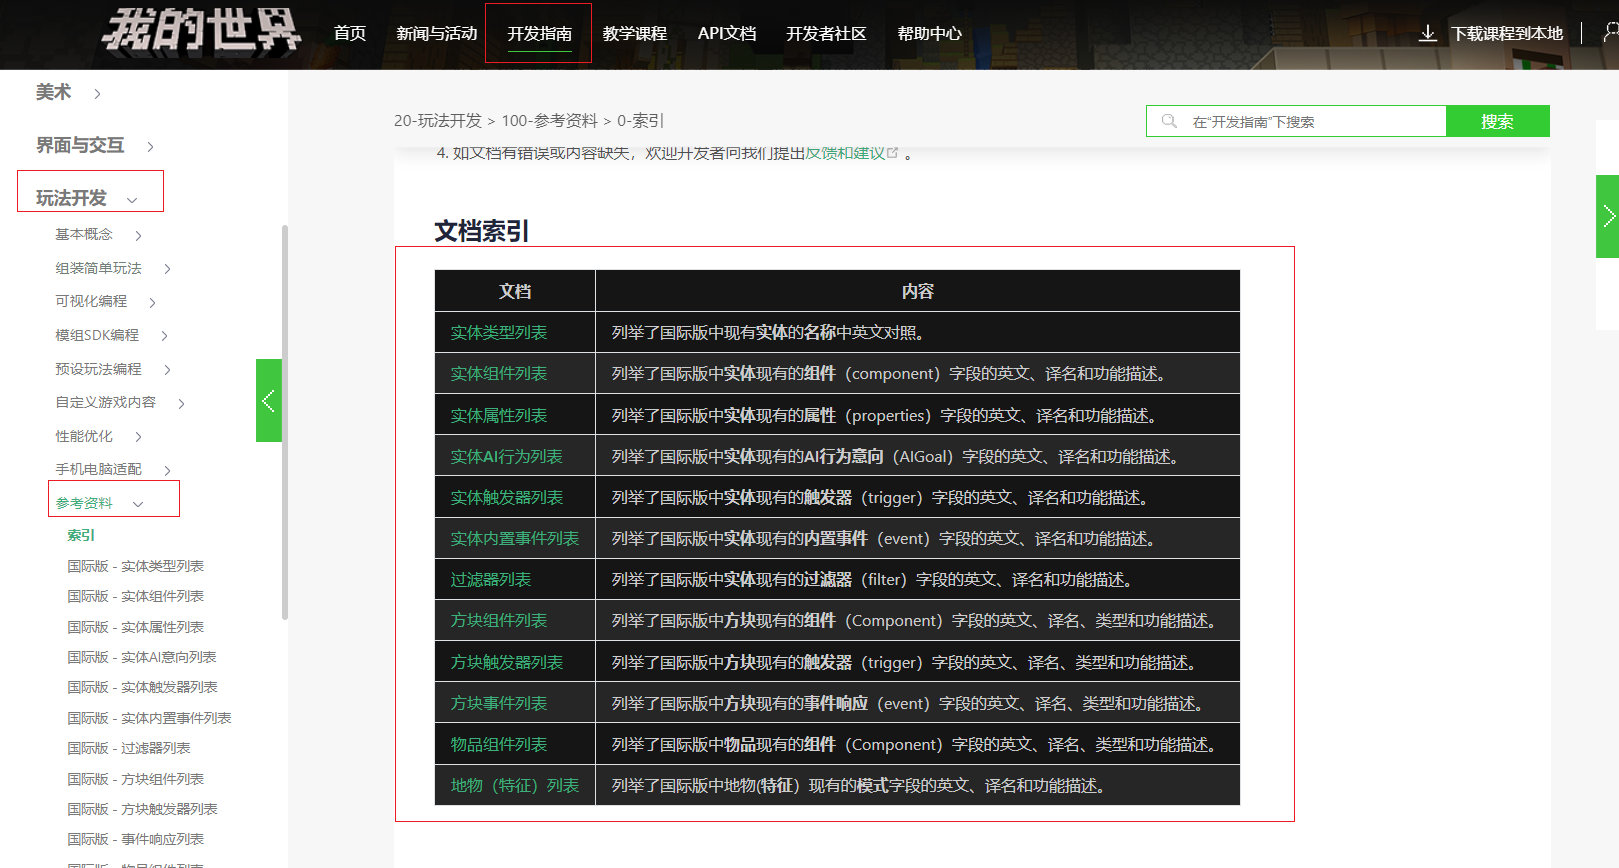 我的世界
首页 新闻与活动 开发指南 教学课程 API文档 开发者社区 帮助中心 下载课程到本地
美术
界面与交互
玩法开发
基本概念
组装简单玩法
可视化编程
模组SDK编程
预设玩法编程
自定义游戏内容
性能优化
手机电脑适配
参考资料
索引
国际版 - 实体类型列表
国际版 - 实体组件列表
国际版 - 实体属性列表
国际版 - 实体AI意向列表
国际版 - 实体触发器列表
国际版 - 实体内置事件列表
国际版 - 过滤器列表
国际版 - 方块组件列表
国际版 - 方块触发器列表
国际版 - 事件响应列表
国际版 - 物品组件列表
20-玩法开发 > 100-参考资料 > 0-索引
在“开发指南”下搜索 搜索
4. 如文档有错误或内容缺失，欢迎开发者向我们提出反馈和建议 。
文档索引
文档 内容
实体类型列表 列举了国际版中现有实体的名称中英文对照。
实体组件列表 列举了国际版中实体现有的组件（component）字段的英文、译名和功能描述。
实体属性列表 列举了国际版中实体现有的属性（properties）字段的英文、译名和功能描述。
实体AI行为列表 列举了国际版中实体现有的AI行为意向（AIGoal）字段的英文、译名和功能描述。
实体触发器列表 列举了国际版中实体现有的触发器（trigger）字段的英文、译名和功能描述。
实体内置事件列表 列举了国际版中实体现有的内置事件（event）字段的英文、译名和功能描述。
过滤器列表 列举了国际版中实体现有的过滤器（filter）字段的英文、译名和功能描述。
方块组件列表 列举了国际版中方块现有的组件（Component）字段的英文、译名、类型和功能描述。
方块触发器列表 列举了国际版中方块现有的触发器（trigger）字段的英文、译名、类型和功能描述。
方块事件列表 列举了国际版中方块现有的事件响应（event）字段的英文、译名、类型和功能描述。
物品组件列表 列举了国际版中物品现有的组件（Component）字段的英文、译名、类型和功能描述。
地物（特征）列表 列举了国际版中地物(特征）现有的模式字段的英文、译名和功能描述。